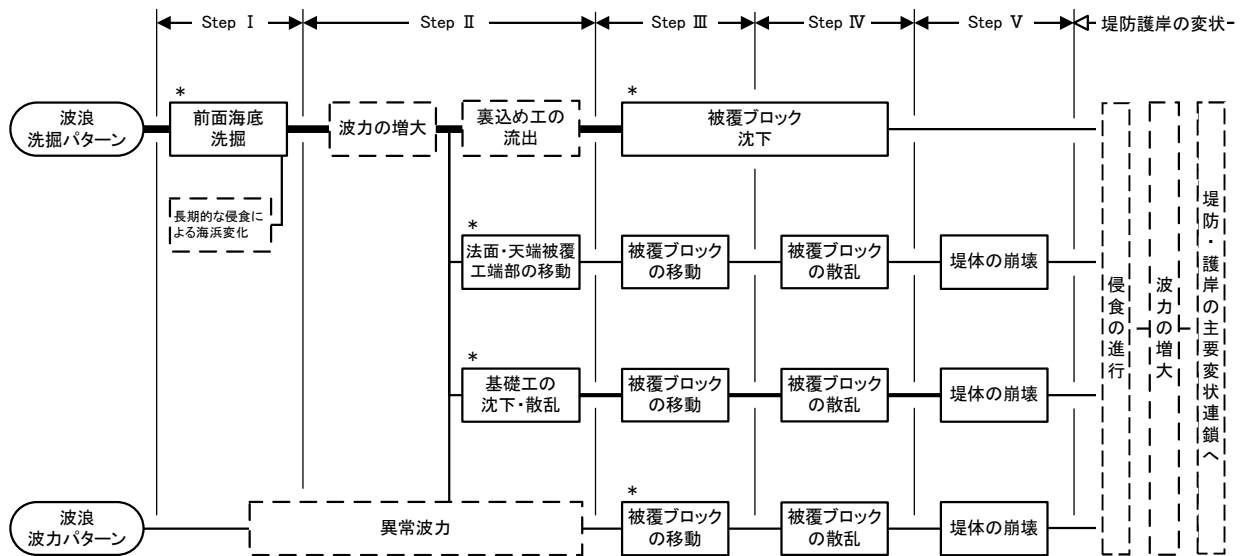 Step Ⅰ
Step Ⅱ
Step Ⅲ
Step Ⅳ
Step Ⅴ
堤防護岸の変状
波浪
洗掘パターン
*
前面海底
洗掘
波力の増大
裏込め工の
流出
*
被覆ブロック
沈下
長期的な侵食に
よる海浜変化
*
法面・天端被覆
工端部の移動
被覆ブロック
の移動
被覆ブロック
の散乱
堤体の崩壊
*
基礎工の
沈下・散乱
被覆ブロック
の移動
被覆ブロック
の散乱
堤体の崩壊
波浪
波力パターン
異常波力
*
被覆ブロック
の移動
被覆ブロック
の散乱
堤体の崩壊
侵食の進行
波力の増大
堤防・護岸の主要変状連鎖へ